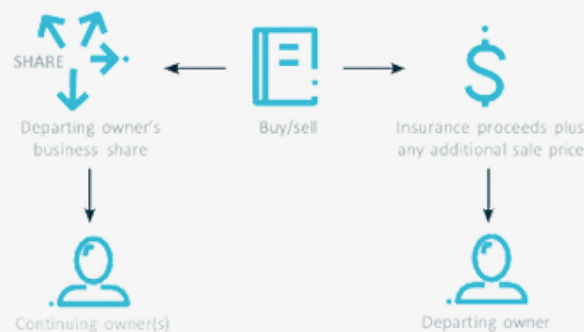 SHARE
Departing owner's
business share
Buy/sell
Insurance proceeds plus
any additional sale price
Continuing owner(s)
Departing owner